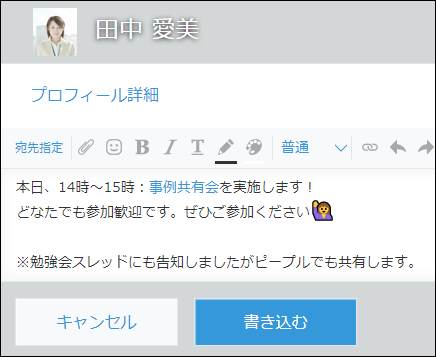 田中 愛美
プロフィール詳細
宛先指定 B I T 普通
本日、14時～15時：事例共有会を実施します！
どなたでも参加歓迎です。ぜひご参加ください🙋‍♀️
※勉強会スレッドにも告知しましたがピープルでも共有します。
キャンセル 書き込む